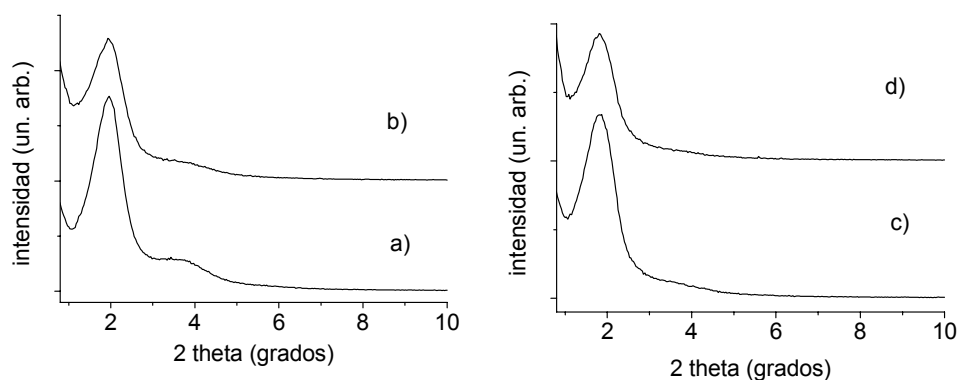 intensidad (un. arb.)
b)
a)
2 4 6 8 10
2 theta (grados)
intensidad (un. arb.)
d)
c)
2 4 6 8 10
2 theta (grados)